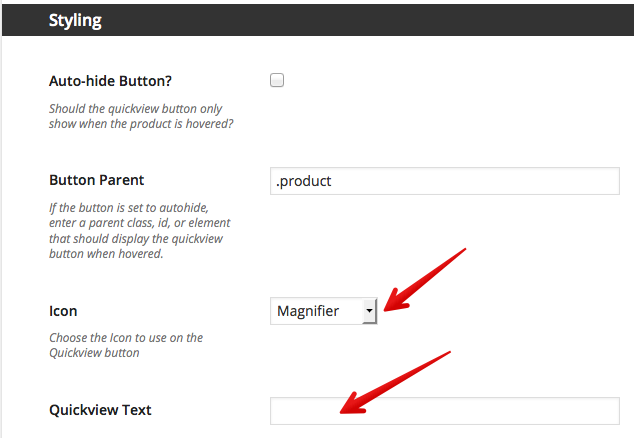 Styling
Auto-hide Button?
Should the quickview button only
show when the product is hovered?
Button Parent
.product
If the button is set to autohide,
enter a parent class, id, or element
that should display the quickview
button when hovered.
Icon
Magnifier
Choose the Icon to use on the
Quickview button
Quickview Text